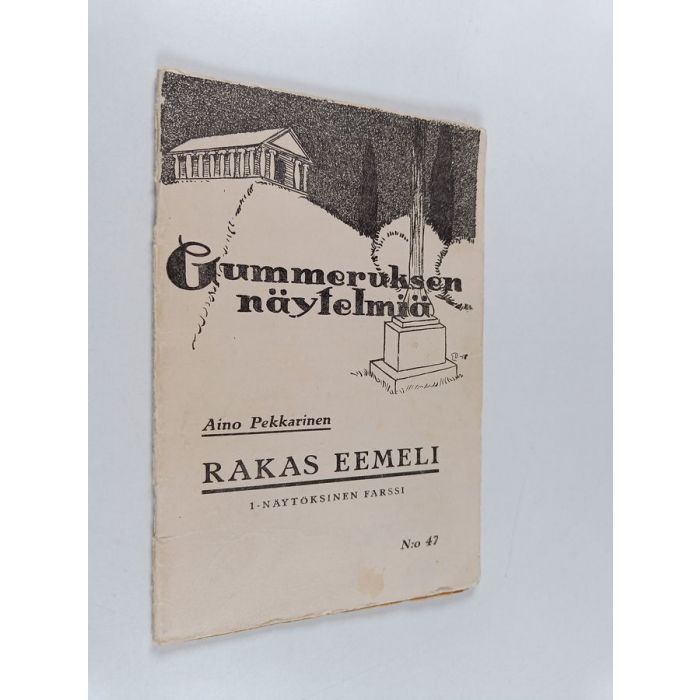 Gummeruksen
näytelmiä
Aino Pekkarinen
RAKAS EEMELI
1-NÄYTÖKSINEN FARSSI
N:o 47